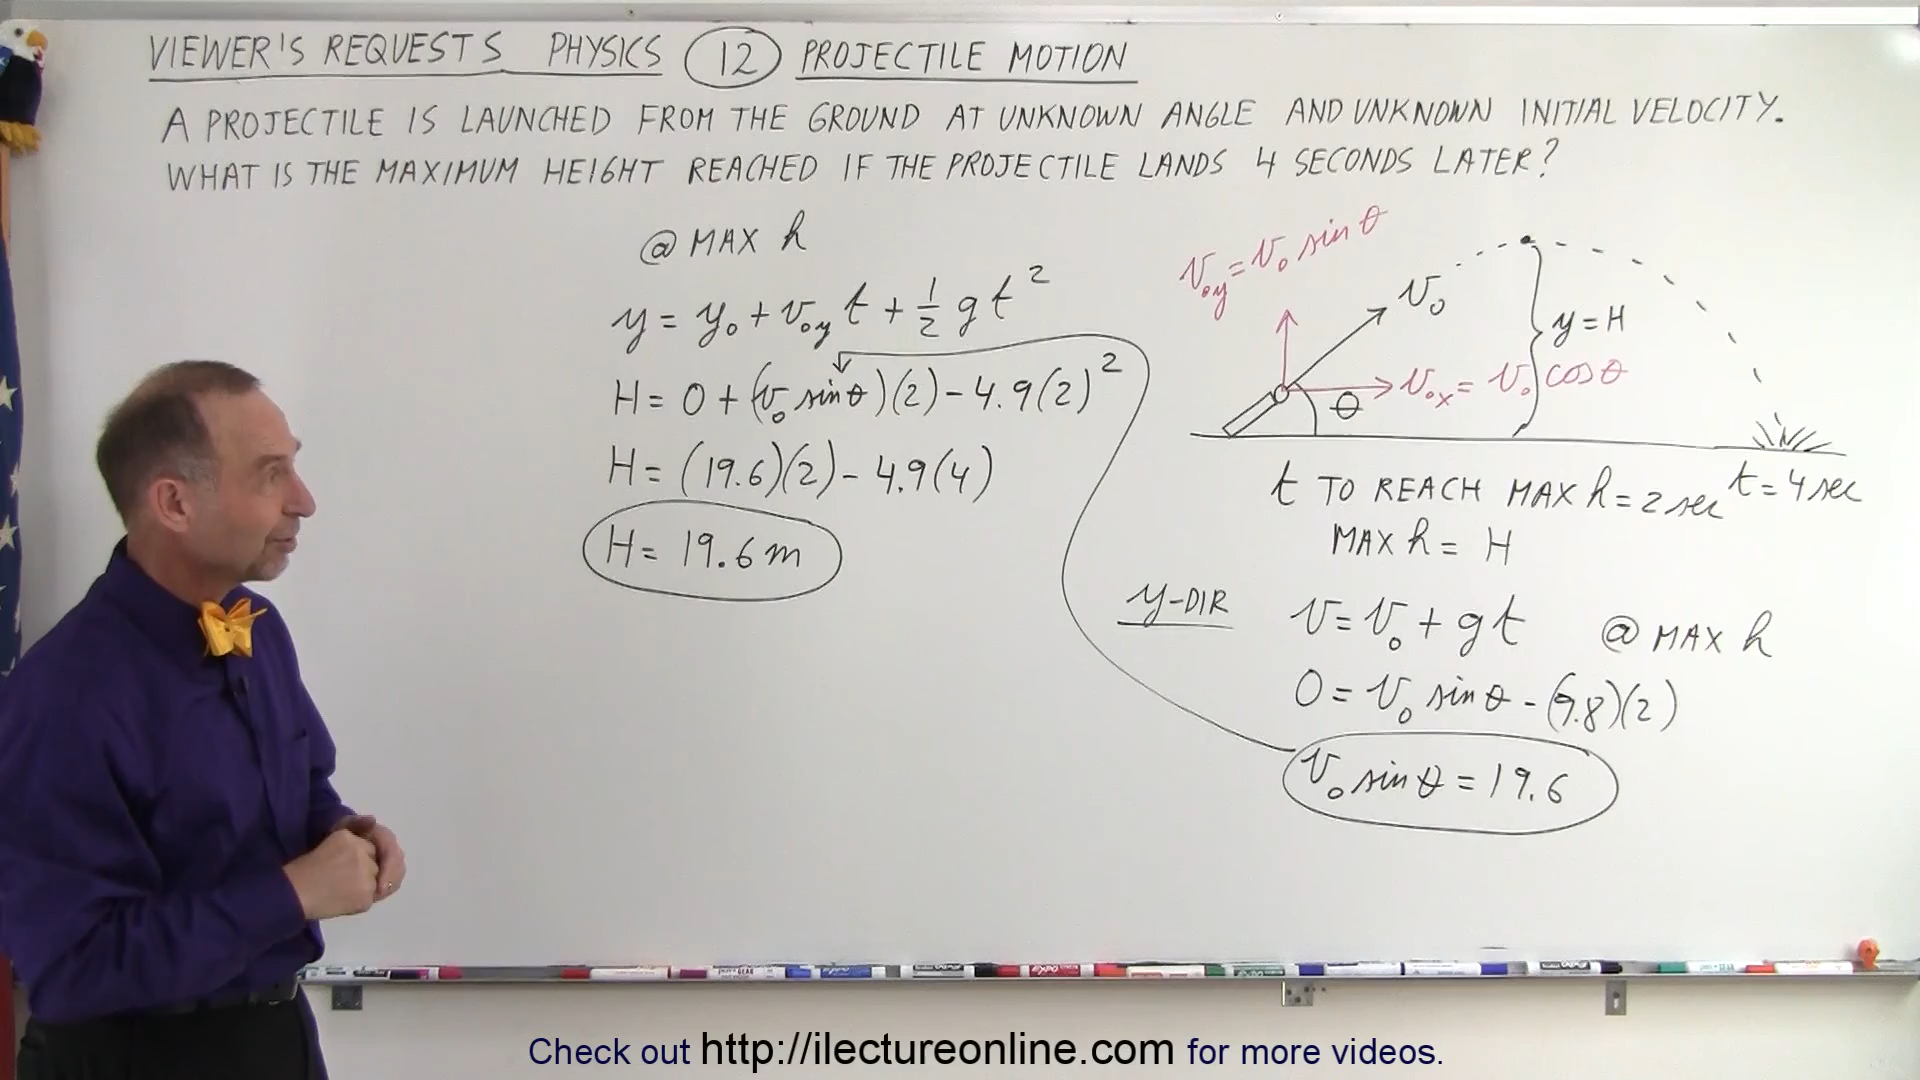 VIEWER'S REQUESTS PHYSICS 12 PROJECTILE MOTION
A PROJECTILE IS LAUNCHED FROM THE GROUND AT UNKNOWN ANGLE AND UNKNOWN INITIAL VELOCITY.
WHAT IS THE MAXIMUM HEIGHT REACHED IF THE PROJECTILE LANDS 4 SECONDS LATER?
@ MAX h
y = y₀ + v₀y t + 1/2 g t²
H = 0 + (v₀ sin θ)(2) - 4.9(2)²
H = (19.6)(2) - 4.9(4)
H = 19.6 m
v₀y = v₀ sin θ
v₀
y = H
v₀x = v₀ cos θ
θ
t TO REACH MAX h = 2 sec
t = 4 sec
MAX h = H
y-DIR
v = v₀ + g t
@ MAX h
0 = v₀ sin θ - (9.8)(2)
v₀ sin θ = 19.6
Check out http://ilectureonline.com for more videos.